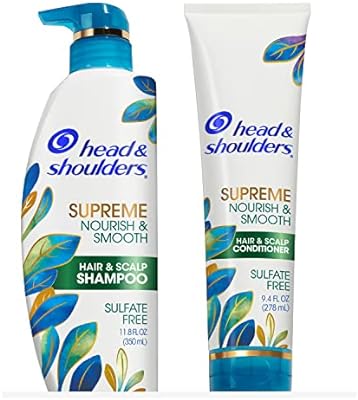 head &
shoulders®
SUPREME
NOURISH &
SMOOTH
HAIR & SCALP
SHAMPOO
SULFATE
FREE
11.8 fl OZ
(350 mL)
head &
shoulders®
SUPREME
NOURISH &
SMOOTH
HAIR & SCALP
CONDITIONER
SULFATE
FREE
9.4 fl OZ
(278 mL)